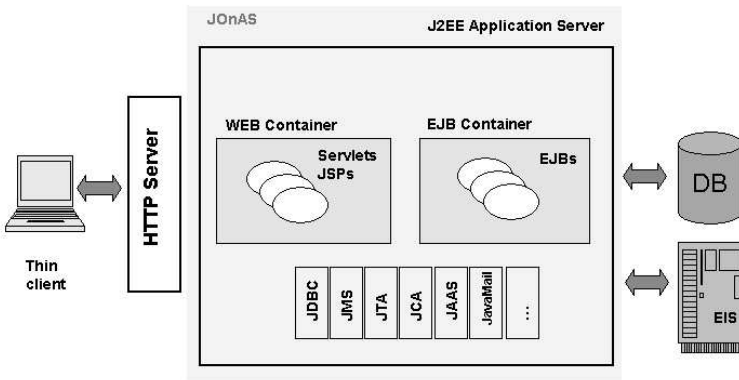 JOnAS
J2EE Application Server
WEB Container
EJB Container
Servlets
JSPs
EJBs
HTTP Server
Thin
client
DB
EIS
JDBC
JMS
JTA
JCA
JAAS
JavaMail
...